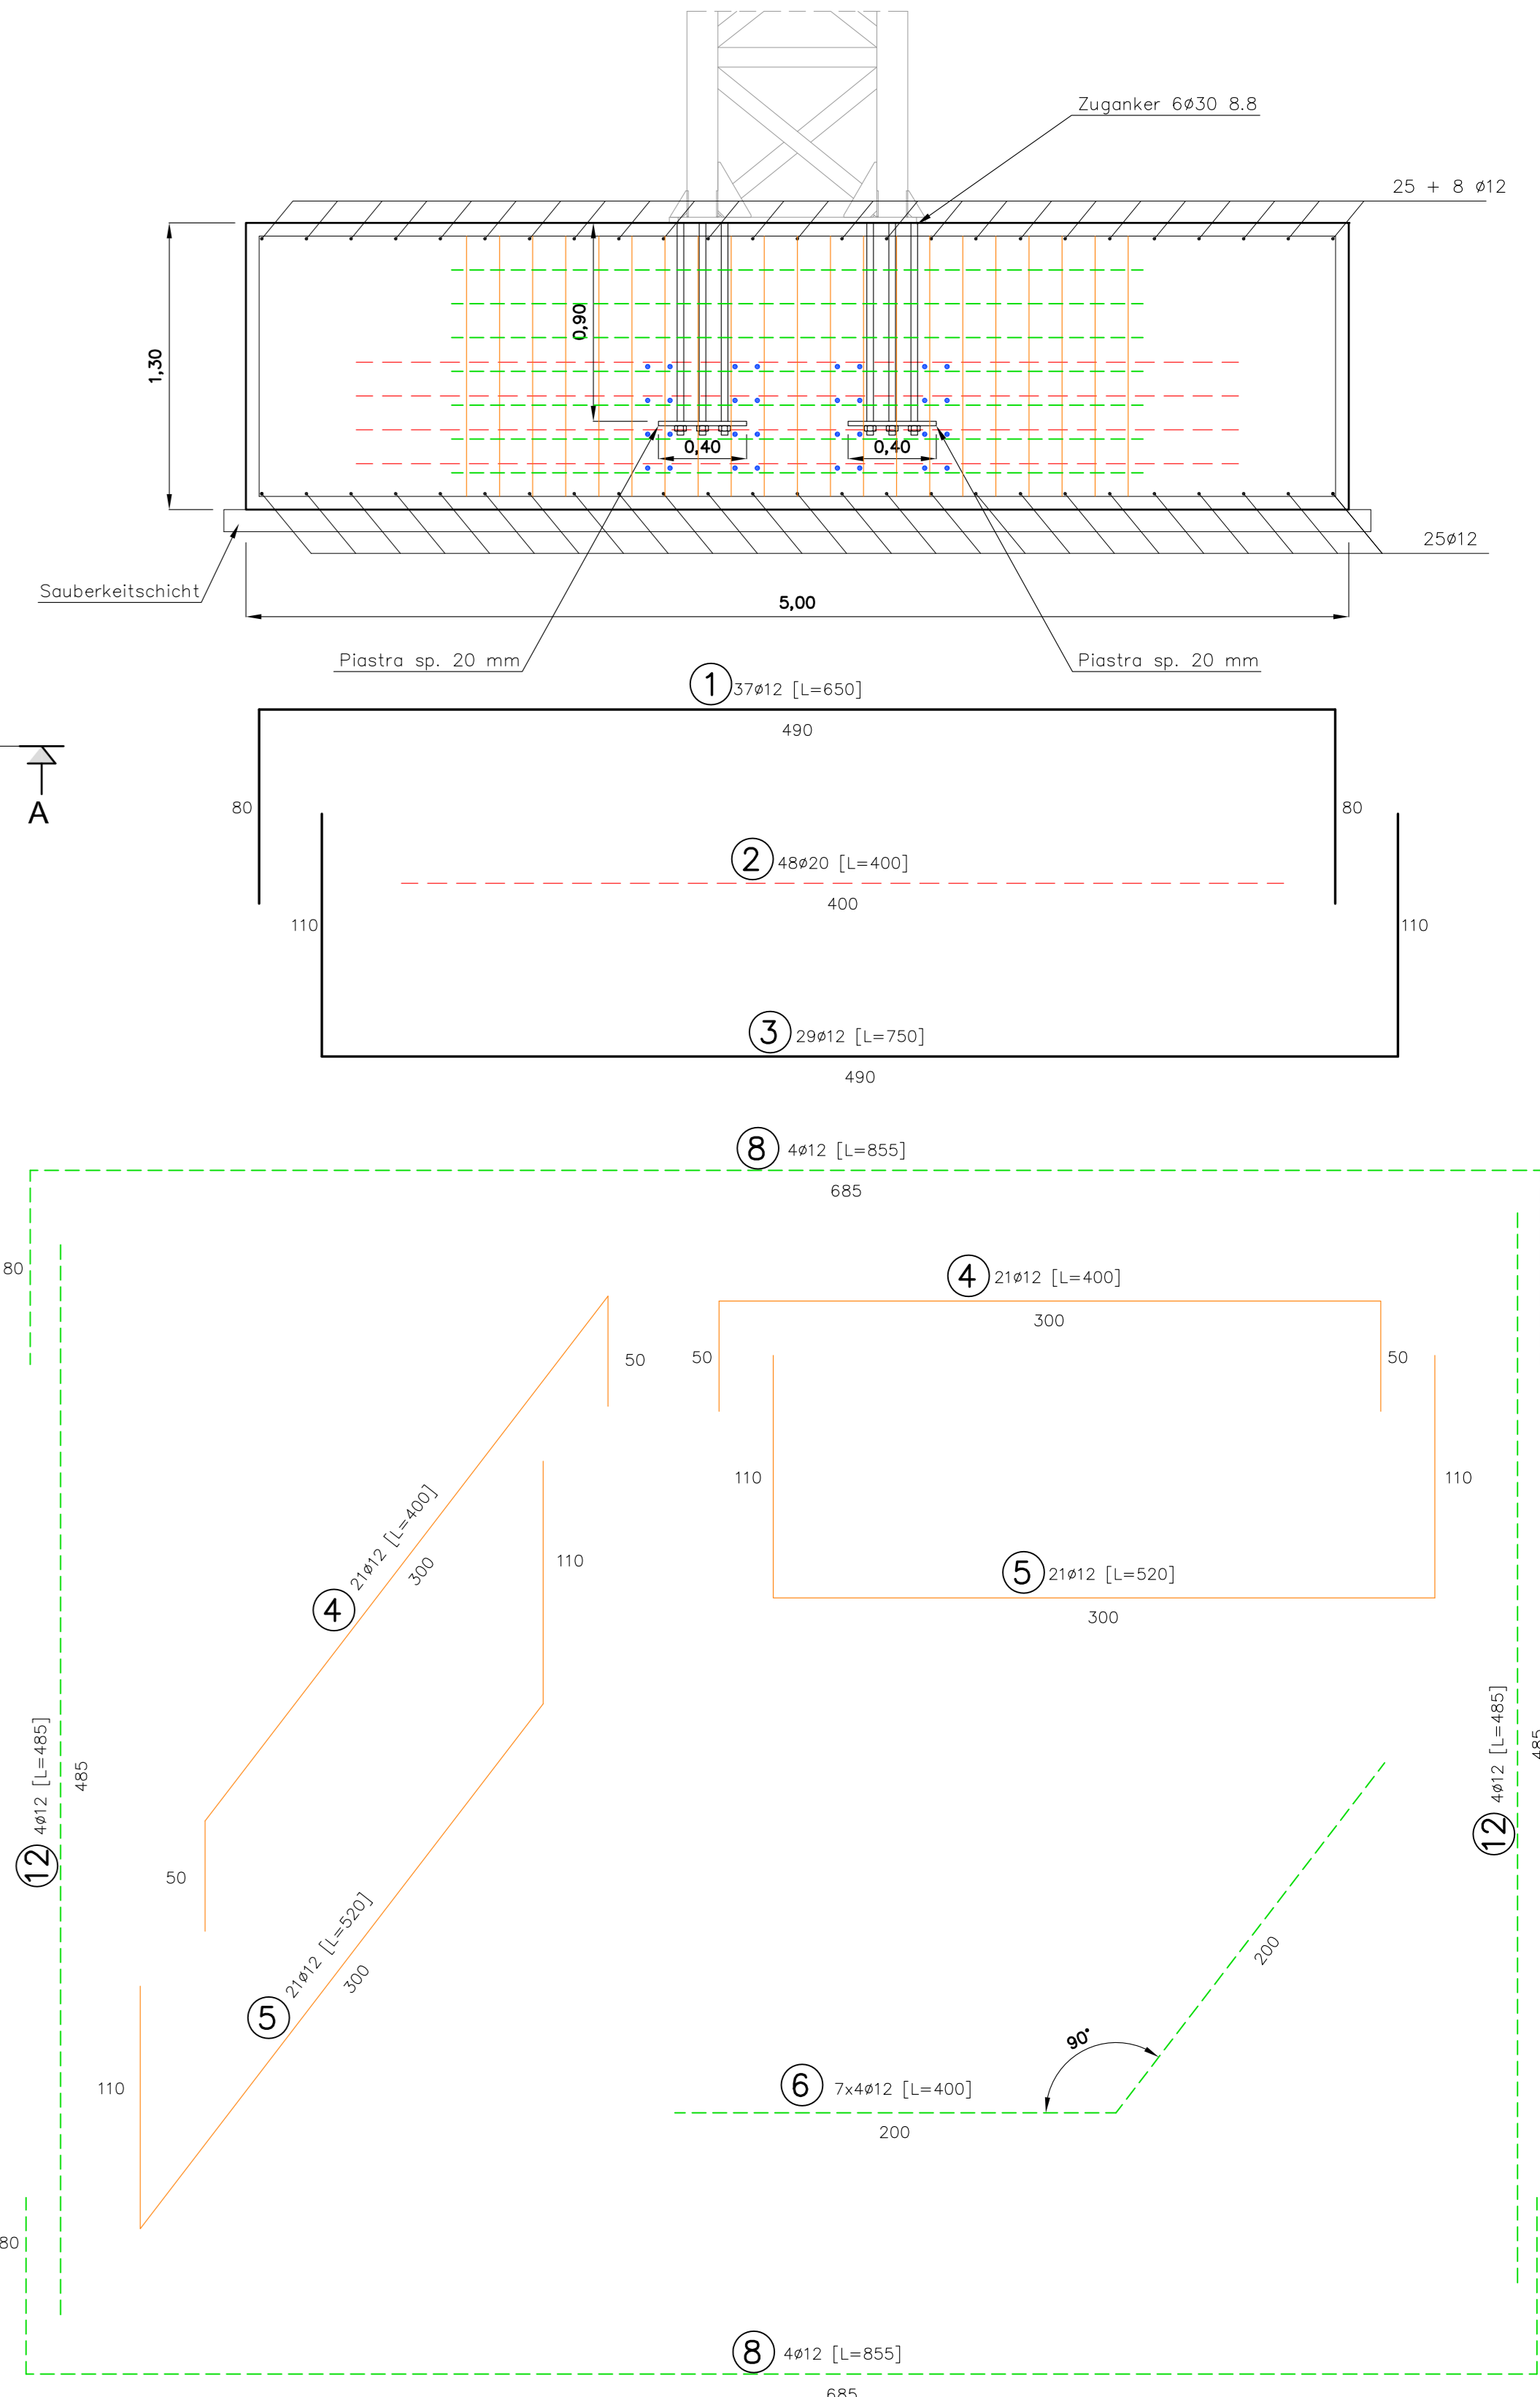 Zuganker 6ø30 8.8
25 + 8 ø12
0,90
1,30
0,40
0,40
25ø12
Sauberkeitschicht
5,00
Piastra sp. 20 mm
Piastra sp. 20 mm
1 37ø12 [L=650]
490
A
80
80
2 48ø20 [L=400]
400
110
110
3 29ø12 [L=750]
490
8 4ø12 [L=855]
685
80
4 21ø12 [L=400]
300
50
50
50
4 21ø12 [L=400]
300
110
110
110
5 21ø12 [L=520]
300
12 4ø12 [L=485]
485
12 4ø12 [L=485]
485
50
5 21ø12 [L=520]
300
200
90°
110
6 7x4ø12 [L=400]
200
80
8 4ø12 [L=855]
685